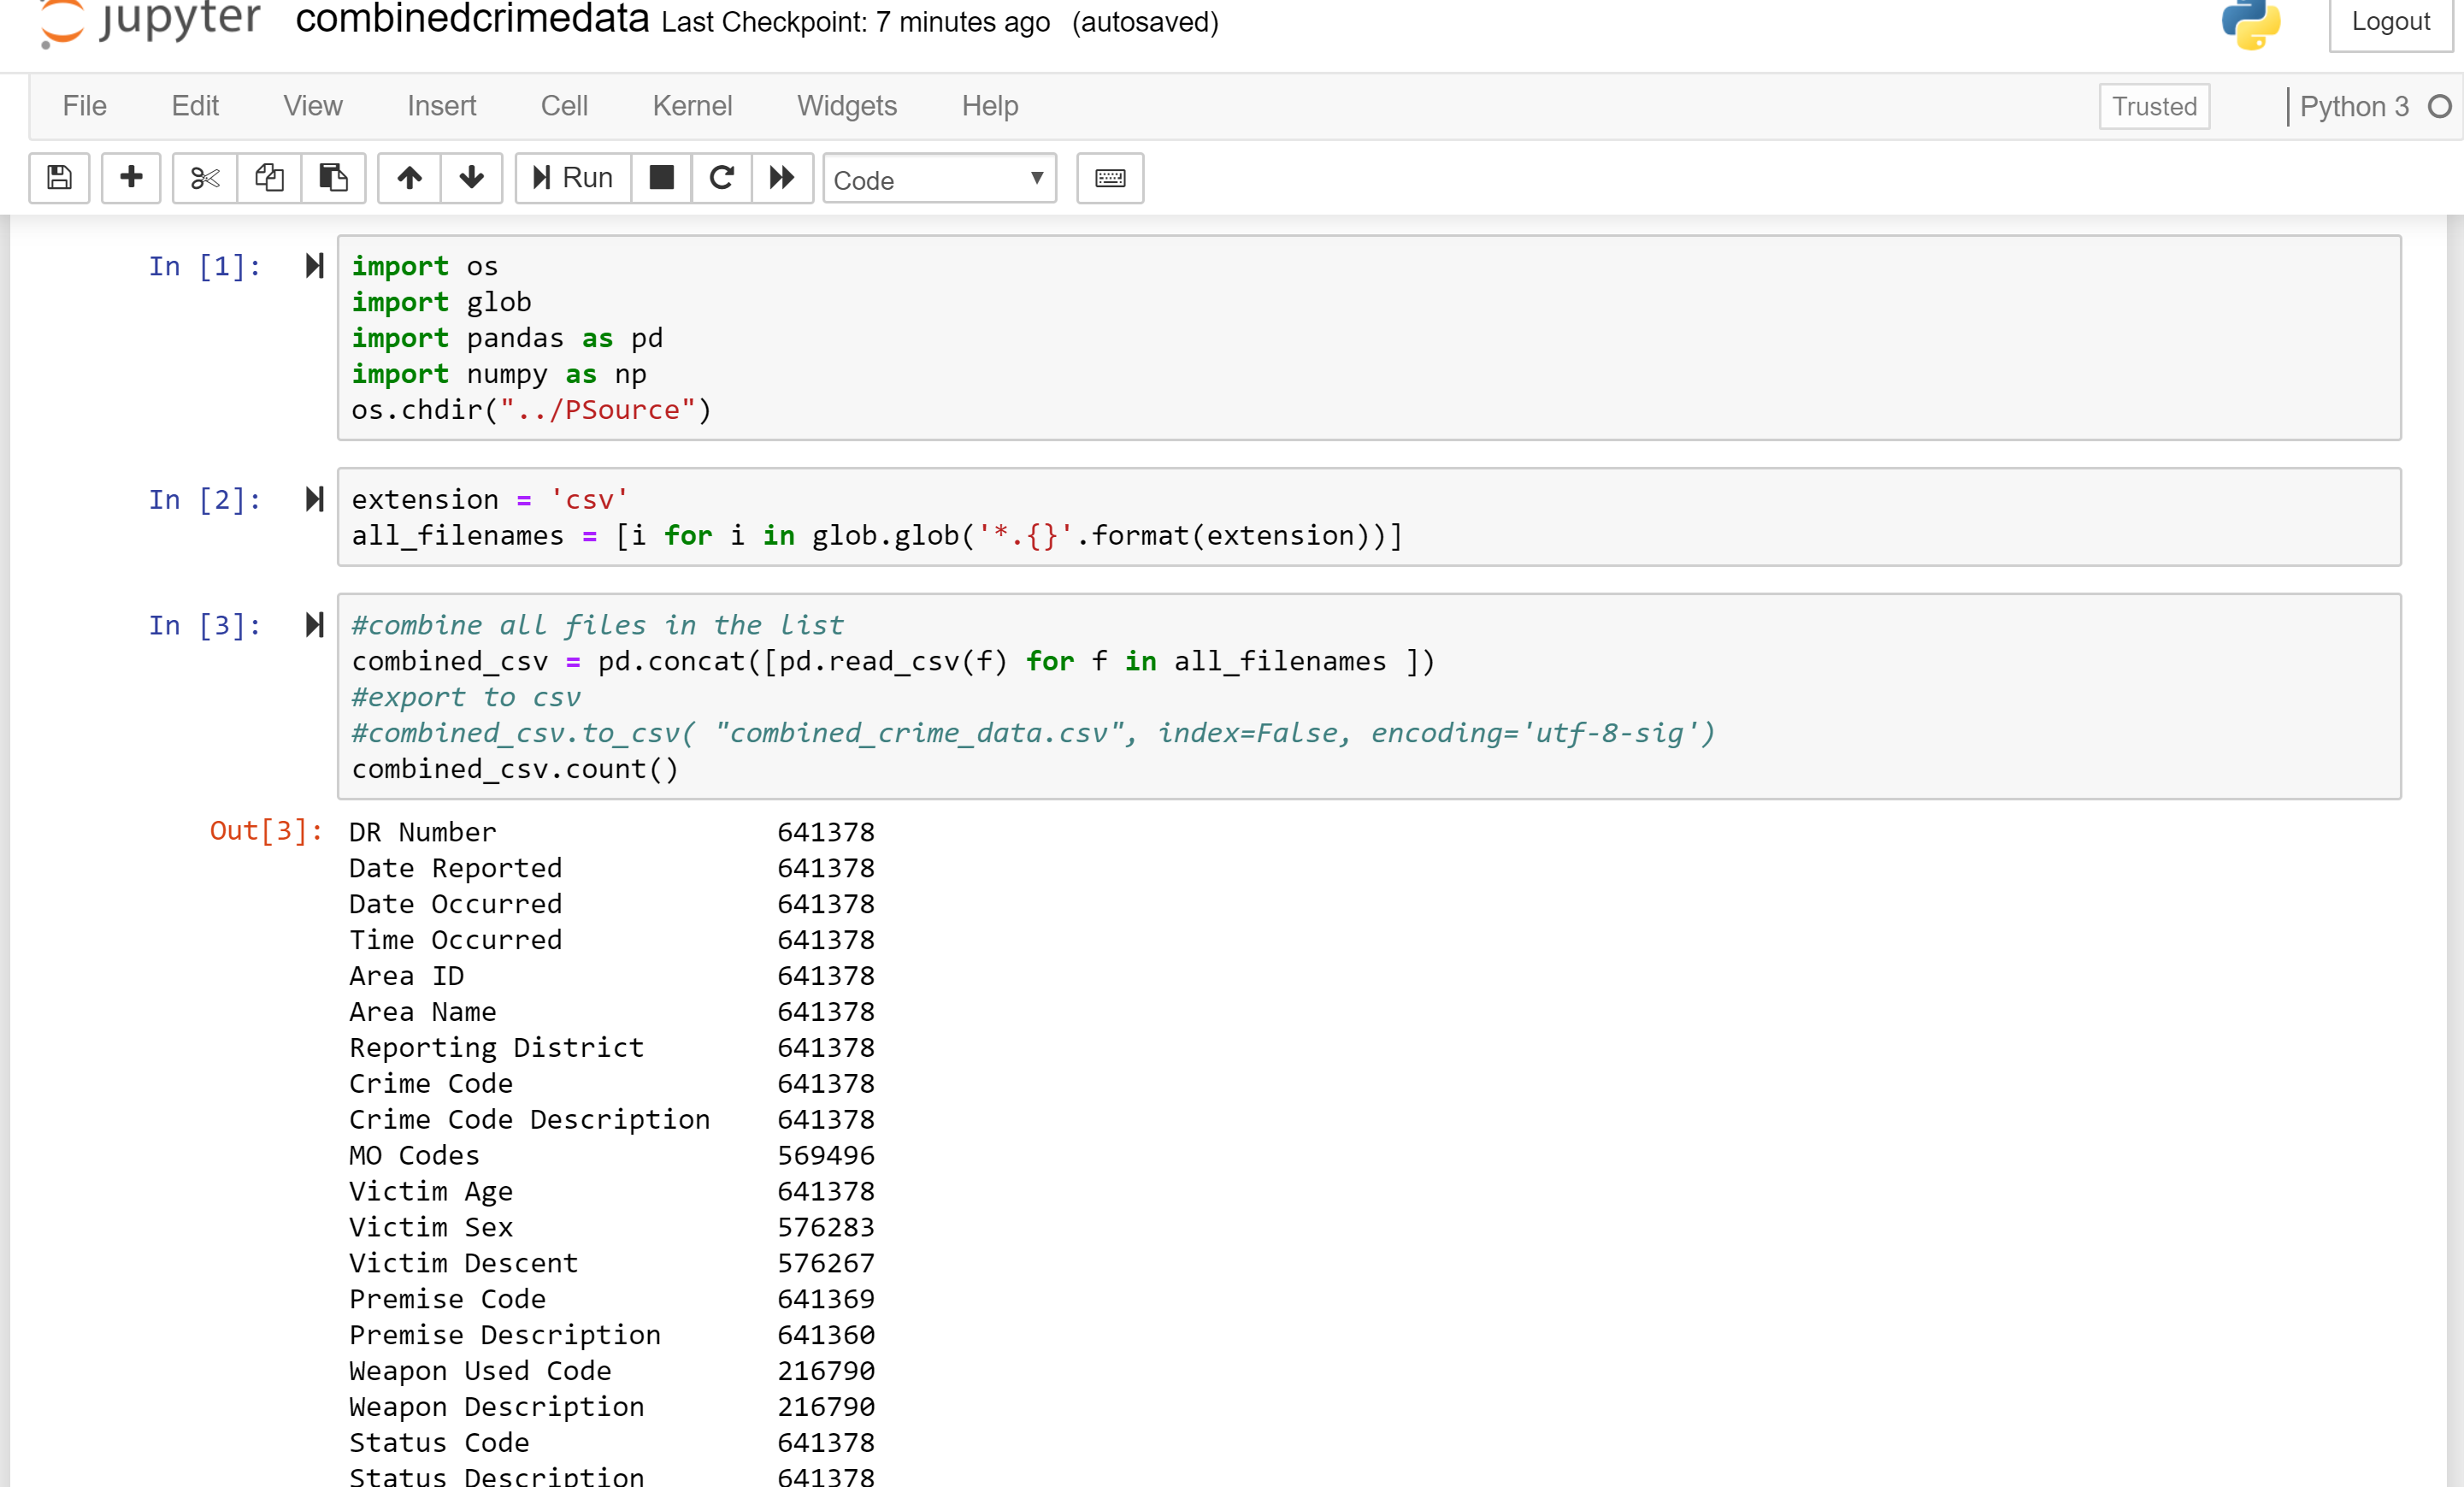 jupyter combinedcrimedata Last Checkpoint: 7 minutes ago (autosaved) Logout
File Edit View Insert Cell Kernel Widgets Help Trusted Python 3
Run Code
In [1]: import os
import glob
import pandas as pd
import numpy as np
os.chdir("../PSource")
In [2]: extension = 'csv'
all_filenames = [i for i in glob.glob('*.{}'.format(extension))]
In [3]: #combine all files in the list
combined_csv = pd.concat([pd.read_csv(f) for f in all_filenames ])
#export to csv
#combined_csv.to_csv( "combined_crime_data.csv", index=False, encoding='utf-8-sig')
combined_csv.count()
Out[3]: DR Number 641378
Date Reported 641378
Date Occurred 641378
Time Occurred 641378
Area ID 641378
Area Name 641378
Reporting District 641378
Crime Code 641378
Crime Code Description 641378
MO Codes 569496
Victim Age 641378
Victim Sex 576283
Victim Descent 576267
Premise Code 641369
Premise Description 641360
Weapon Used Code 216790
Weapon Description 216790
Status Code 641378
Status Description 641378